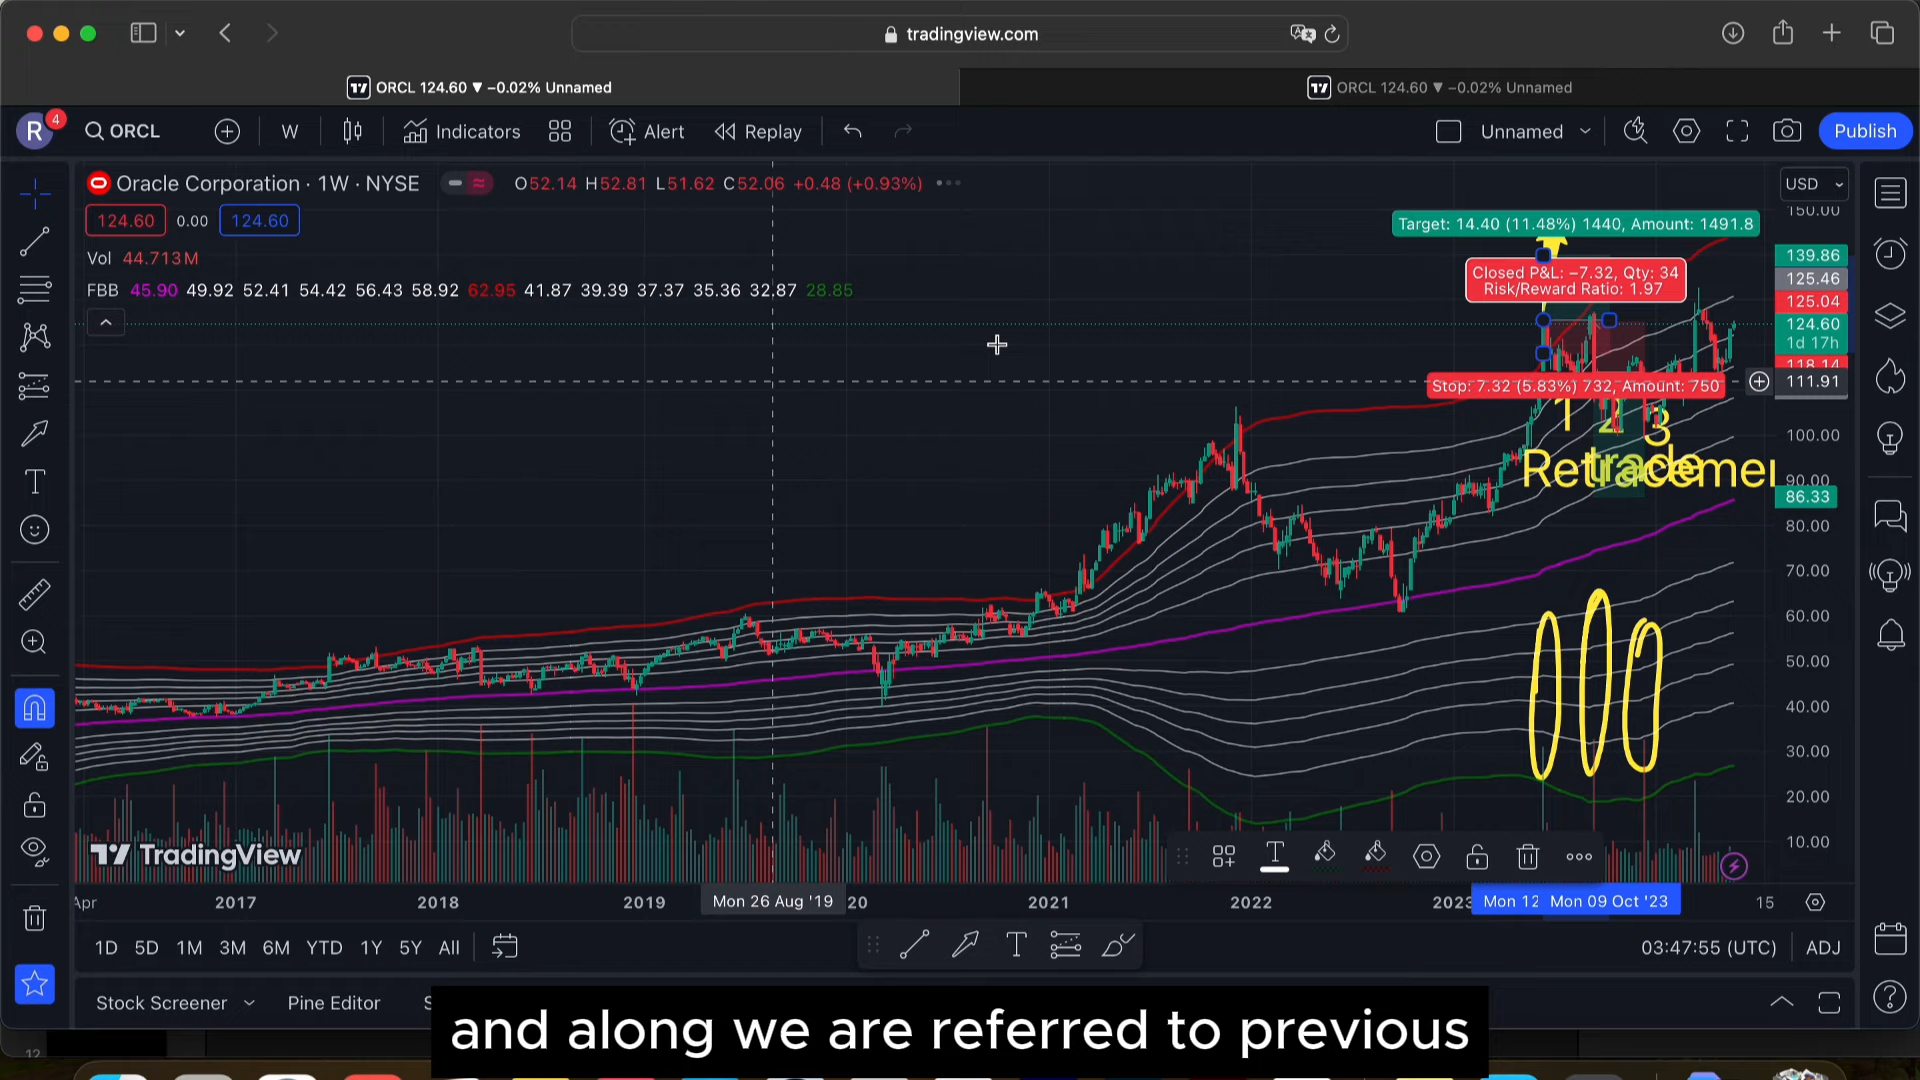 tradingview.com
ORCL 124.60 ▼ −0.02% Unnamed
ORCL 124.60 ▼ −0.02% Unnamed
R 4 ORCL W Indicators Alert Replay Unnamed Publish
Oracle Corporation · 1W · NYSE O52.14 H52.81 L51.62 C52.06 +0.48 (+0.93%)
USD
150.00
124.60 0.00 124.60
Target: 14.40 (11.48%) 1440, Amount: 1491.8
Vol 44.713M
139.86
Closed P&L: −7.32, Qty: 34
Risk/Reward Ratio: 1.97
125.46
FBB 45.90 49.92 52.41 54.42 56.43 58.92 62.95 41.87 39.39 37.37 35.36 32.87 28.85
125.04
124.60
1d 17h
118.14
Stop: 7.32 (5.83%) 732, Amount: 750
111.91
1 2 3
100.00
Retracement
trade
90.00
86.33
80.00
70.00
60.00
50.00
40.00
30.00
20.00
10.00
TradingView
Apr 2017 2018 2019 Mon 26 Aug '19 20 2021 2022 2023 Mon 12 Mon 09 Oct '23 15
1D 5D 1M 3M 6M YTD 1Y 5Y All
03:47:55 (UTC) ADJ
Stock Screener Pine Editor S
and along we are referred to previous
12